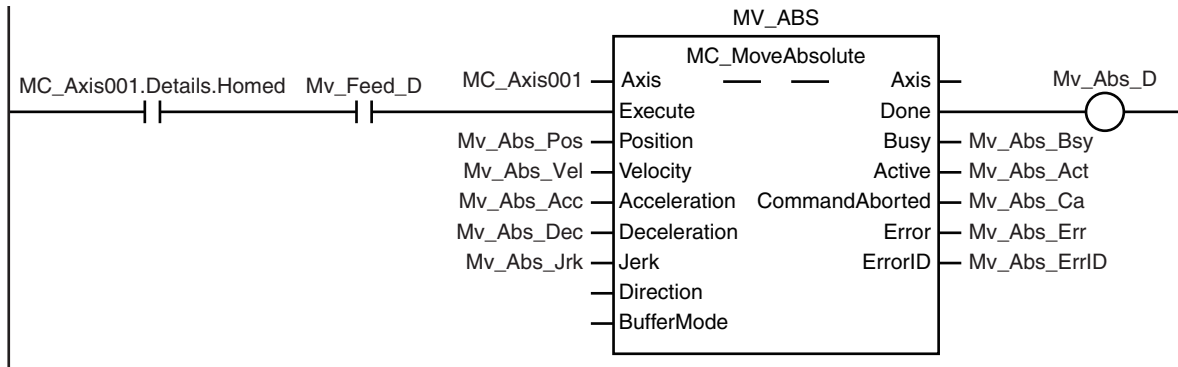 MV_ABS
MC_MoveAbsolute
MC_Axis001.Details.Homed Mv_Feed_D MC_Axis001 Axis Axis Mv_Abs_D
Execute Done
Mv_Abs_Pos Position Busy Mv_Abs_Bsy
Mv_Abs_Vel Velocity Active Mv_Abs_Act
Mv_Abs_Acc Acceleration CommandAborted Mv_Abs_Ca
Mv_Abs_Dec Deceleration Error Mv_Abs_Err
Mv_Abs_Jrk Jerk ErrorID Mv_Abs_ErrID
Direction
BufferMode